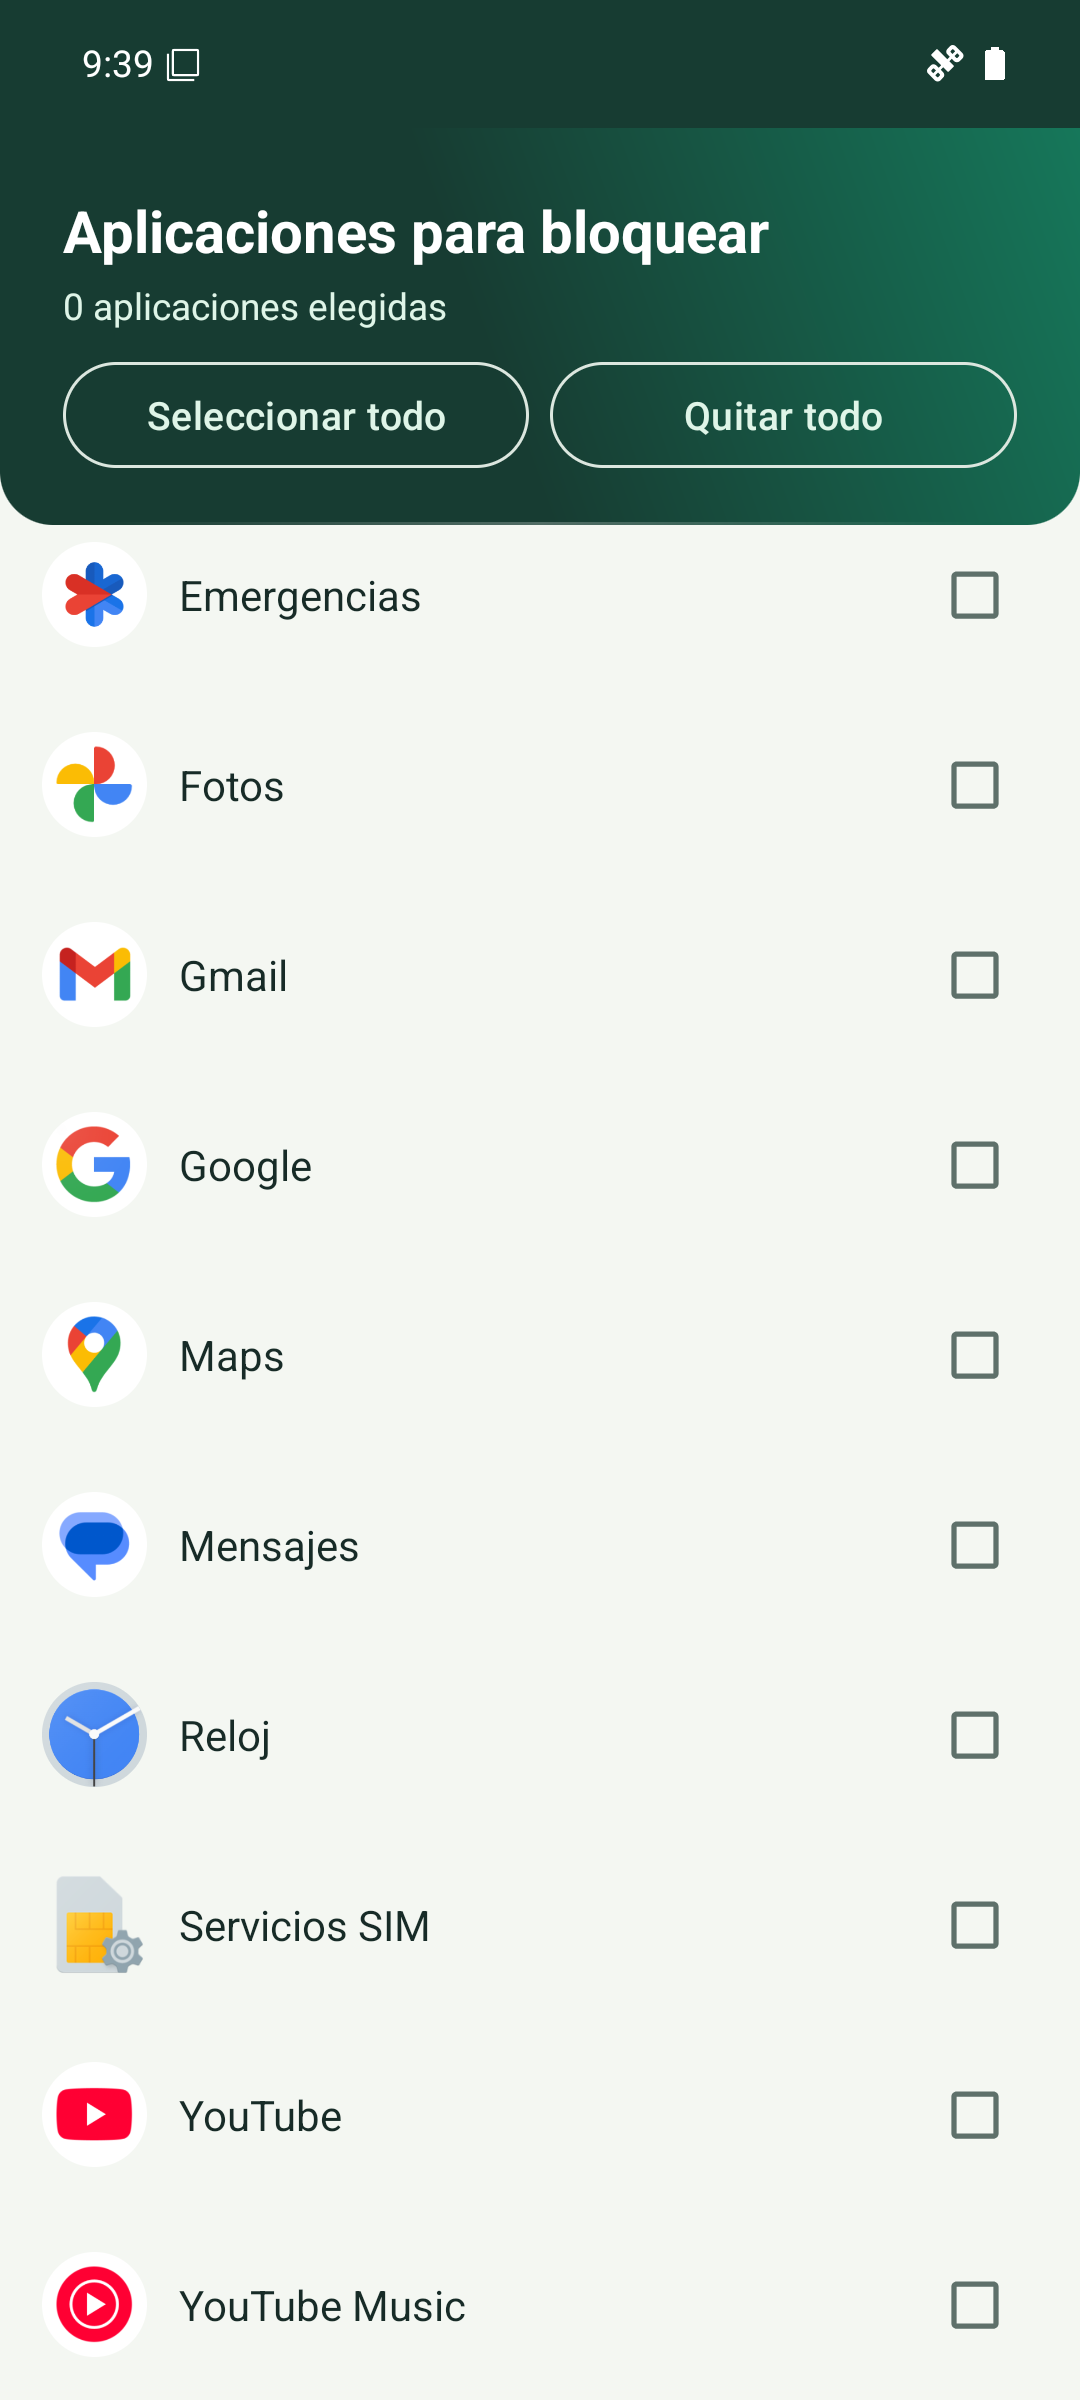 9:39
Aplicaciones para bloquear
0 aplicaciones elegidas
Seleccionar todo
Quitar todo
Emergencias
Fotos
Gmail
Google
Maps
Mensajes
Reloj
Servicios SIM
YouTube
YouTube Music